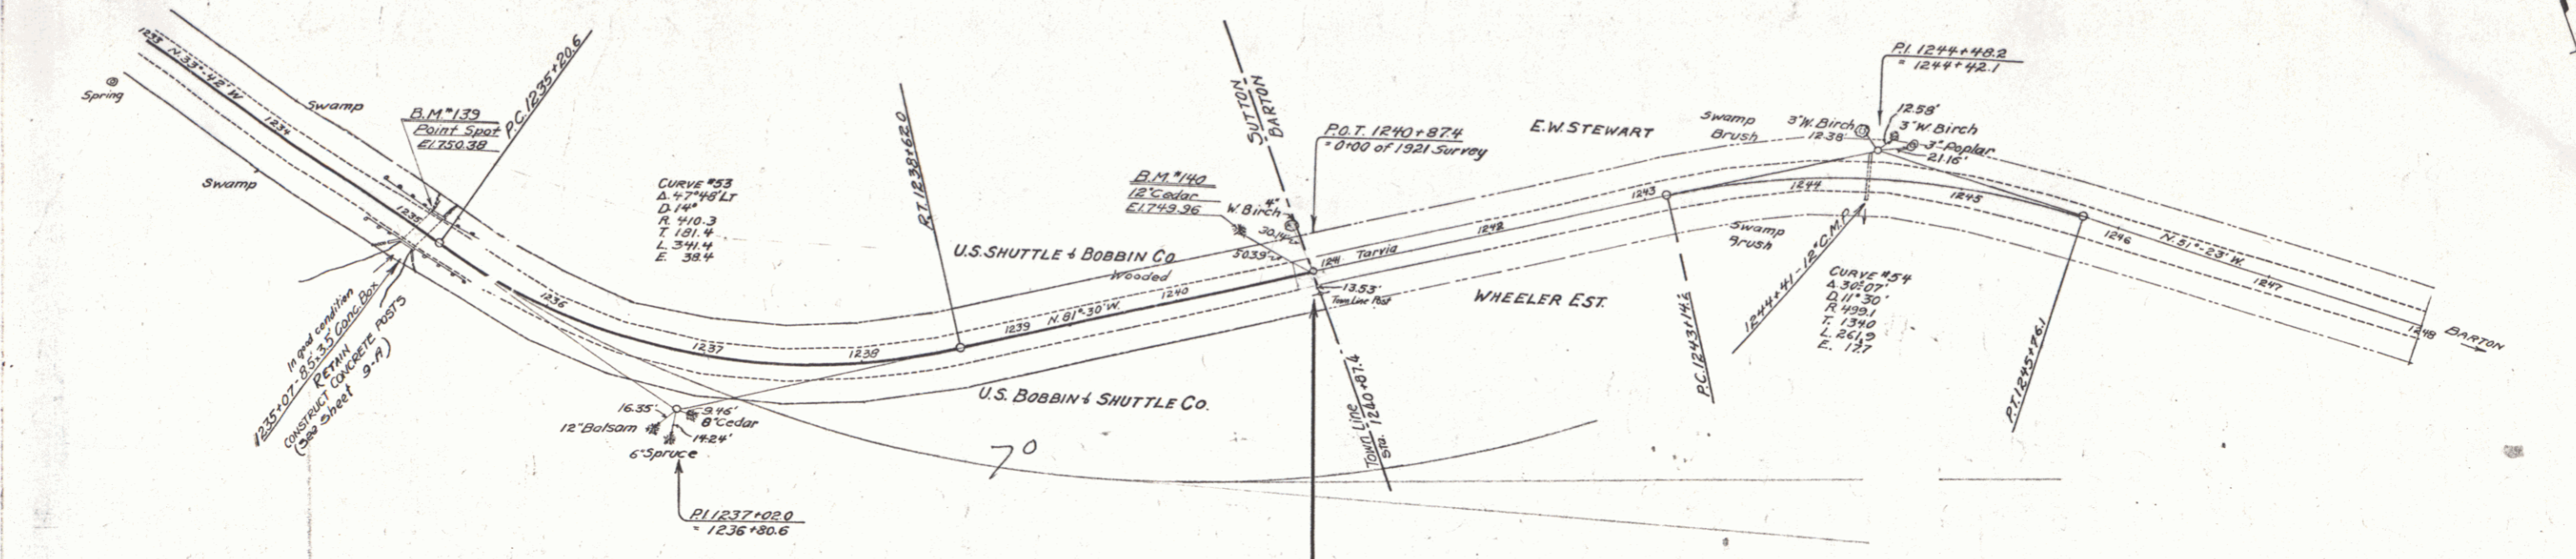 1233
N.33°-42'W
1234
Spring
Swamp
Swamp
B.M.#139
Point Spot
El.750.38
P.C.1235+20.6
1235
In good condition
1235+07-8.5'x3.5' Conc. Box
RETAIN
CONSTRUCT CONCRETE POSTS
(See Sheet 9-A)
1236
1237
1238
CURVE #53
Δ.47°48'LT
D.14°
R. 410.3
T. 181.4
L. 341.4
E. 38.4
16.35'
9.46'
8"Cedar
12"Balsam
14.24'
6"Spruce
P.I.1237+02.0
= 1236+80.6
P.T.1238+62.0
1239
N.81°-30'W.
1240
U.S.SHUTTLE & BOBBIN CO
Wooded
U.S. BOBBIN & SHUTTLE CO.
7°
B.M.#140
12"Cedar
El.749.96
4"
W. Birch
30.14'
50.39'
SUTTON
BARTON
P.O.T. 1240+87.4
= 0+00 of 1921 Survey
1241
Tarvia
1242
13.53'
Town Line Post
Town Line
Sta. 1240+87.4
WHEELER EST.
E.W.STEWART
Swamp
Brush
1243
P.C.1243+14.2
P.I. 1244+48.2
= 1244+42.1
3"W. Birch
12.38'
12.58'
3"W. Birch
3"Poplar
21.16'
1244
1245
Swamp
Brush
1244+41-12"C.M.P.
CURVE #54
Δ 30°07'
D.11°30'
R 499.1
T. 134.0
L. 261.9
E. 17.7
P.T.1245+76.1
1246
N.51°-23'W.
1247
1248
BARTON